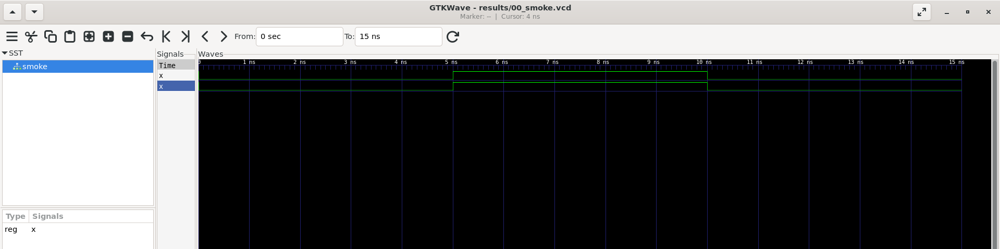 GTKWave - results/00_smoke.vcd
Marker: -- | Cursor: 4 ns
From: 0 sec To: 15 ns
SST
smoke
Type Signals
reg x
Signals
Time
x
x
Waves
0 1 ns 2 ns 3 ns 4 ns 5 ns 6 ns 7 ns 8 ns 9 ns 10 ns 11 ns 12 ns 13 ns 14 ns 15 ns